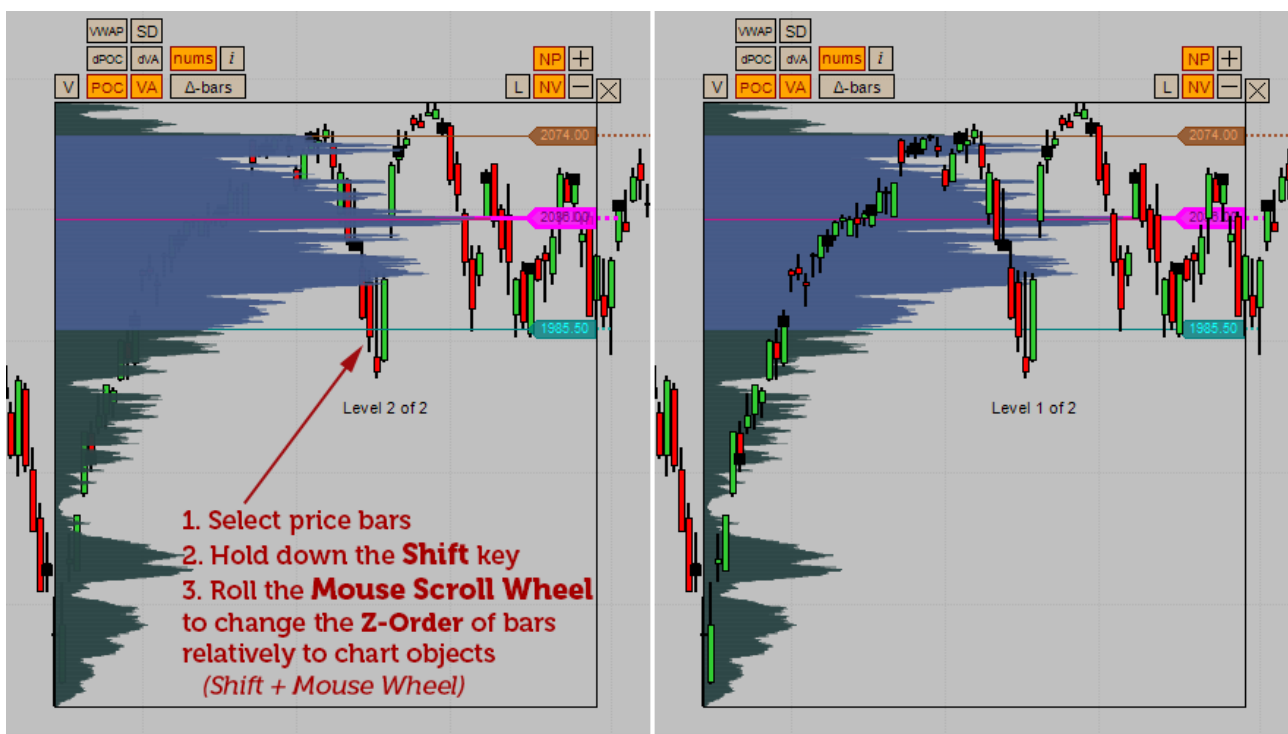 VWAP SD
dPOC dVA nums i NP +
V POC VA Δ-bars L NV
2074.00
1985.50
Level 2 of 2
1. Select price bars
2. Hold down the Shift key
3. Roll the Mouse Scroll Wheel
to change the Z-Order of bars
relatively to chart objects
(Shift + Mouse Wheel)
VWAP SD
dPOC dVA nums i NP +
V POC VA Δ-bars L NV
2074.00
1985.50
Level 1 of 2